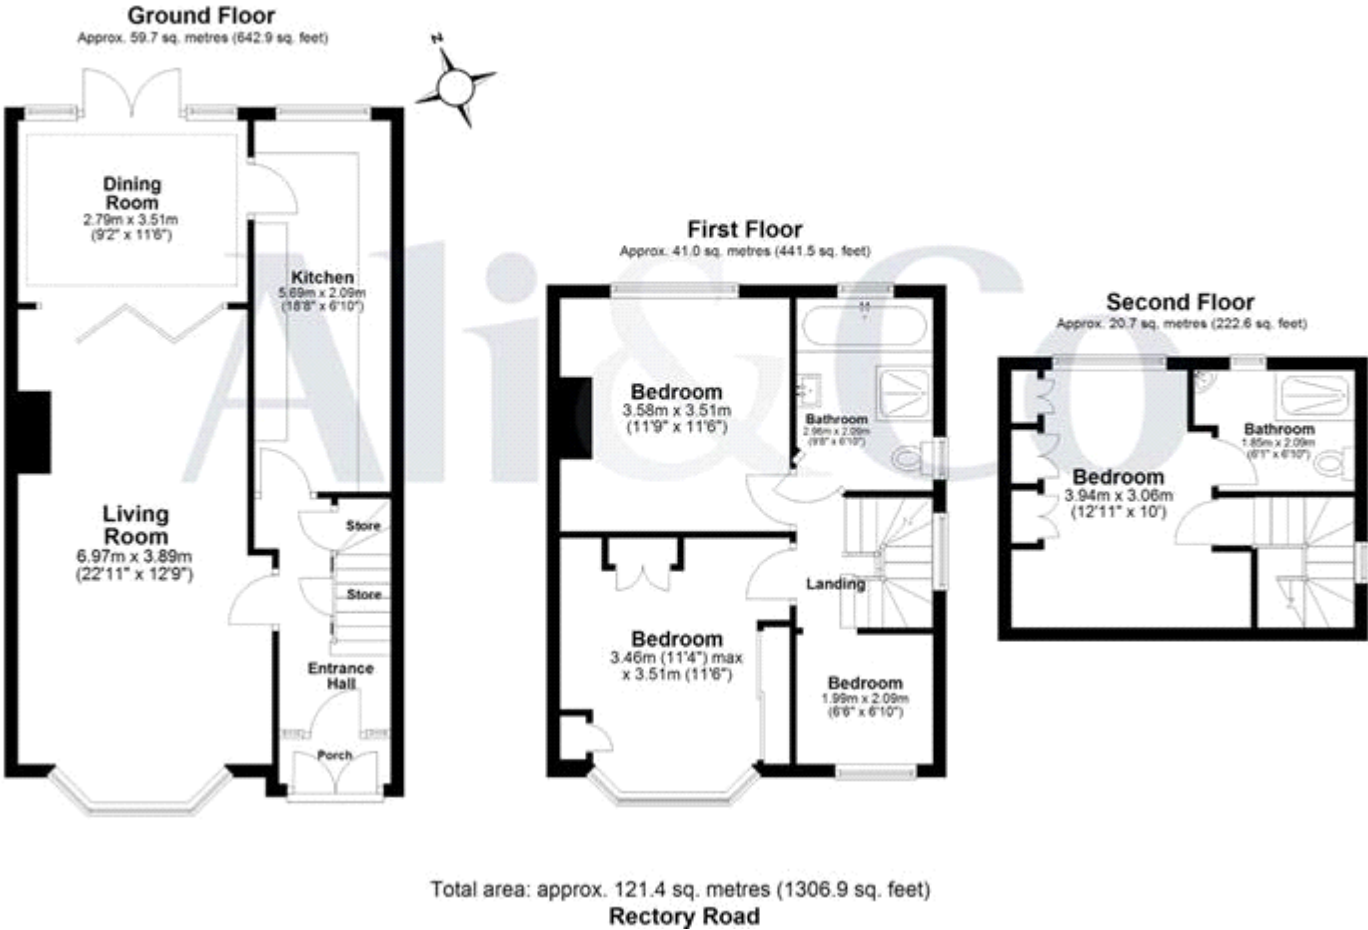 Ground Floor
Approx. 59.7 sq. metres (642.9 sq. feet)
N
Dining
Room
2.79m x 3.51m
(9'2" x 11'6")
Kitchen
5.69m x 2.09m
(18'8" x 6'10")
Living
Room
6.97m x 3.89m
(22'11" x 12'9")
Store
Store
Entrance
Hall
Porch
First Floor
Approx. 41.0 sq. metres (441.5 sq. feet)
Bedroom
3.58m x 3.51m
(11'9" x 11'6")
Bathroom
2.96m x 2.09m
(9'8" x 6'10")
Landing
Bedroom
3.46m (11'4") max
x 3.51m (11'6")
Bedroom
1.99m x 2.09m
(6'6" x 6'10")
Second Floor
Approx. 20.7 sq. metres (222.6 sq. feet)
Bedroom
3.94m x 3.06m
(12'11" x 10')
Bathroom
1.85m x 2.09m
(6'1" x 6'10")
Ali&Co
Total area: approx. 121.4 sq. metres (1306.9 sq. feet)
Rectory Road